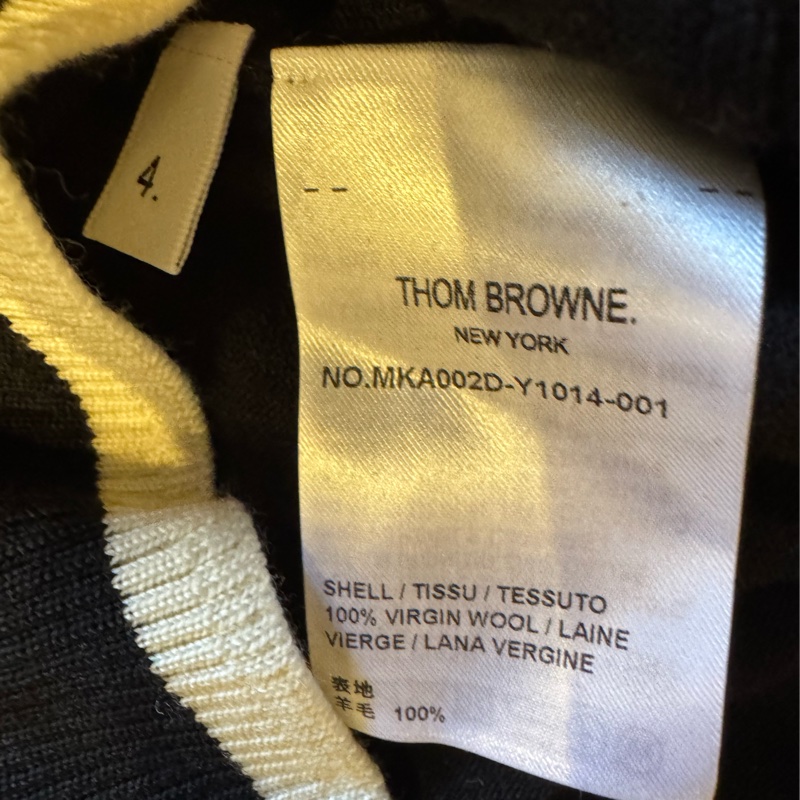 4.
THOM BROWNE.
NEW YORK
NO.MKA002D-Y1014-001
SHELL / TISSU / TESSUTO
100% VIRGIN WOOL / LAINE
VIERGE / LANA VERGINE
表地
羊毛 100%